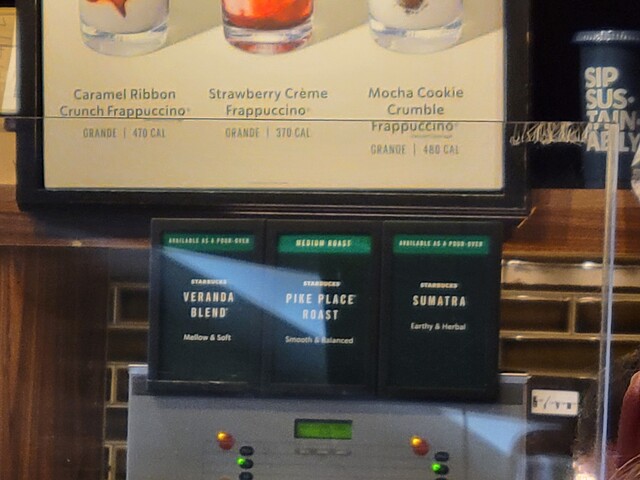 Caramel Ribbon
Crunch Frappuccino®
GRANDE | 470 CAL
Strawberry Crème
Frappuccino®
GRANDE | 370 CAL
Mocha Cookie
Crumble
Frappuccino®
GRANDE | 480 CAL
SIP
SUS-
TAIN-
ABLY
AVAILABLE AS A POUR-OVER
STARBUCKS®
VERANDA
BLEND®
Mellow & Soft
MEDIUM ROAST
STARBUCKS®
PIKE PLACE®
ROAST
Smooth & Balanced
AVAILABLE AS A POUR-OVER
STARBUCKS®
SUMATRA
Earthy & Herbal